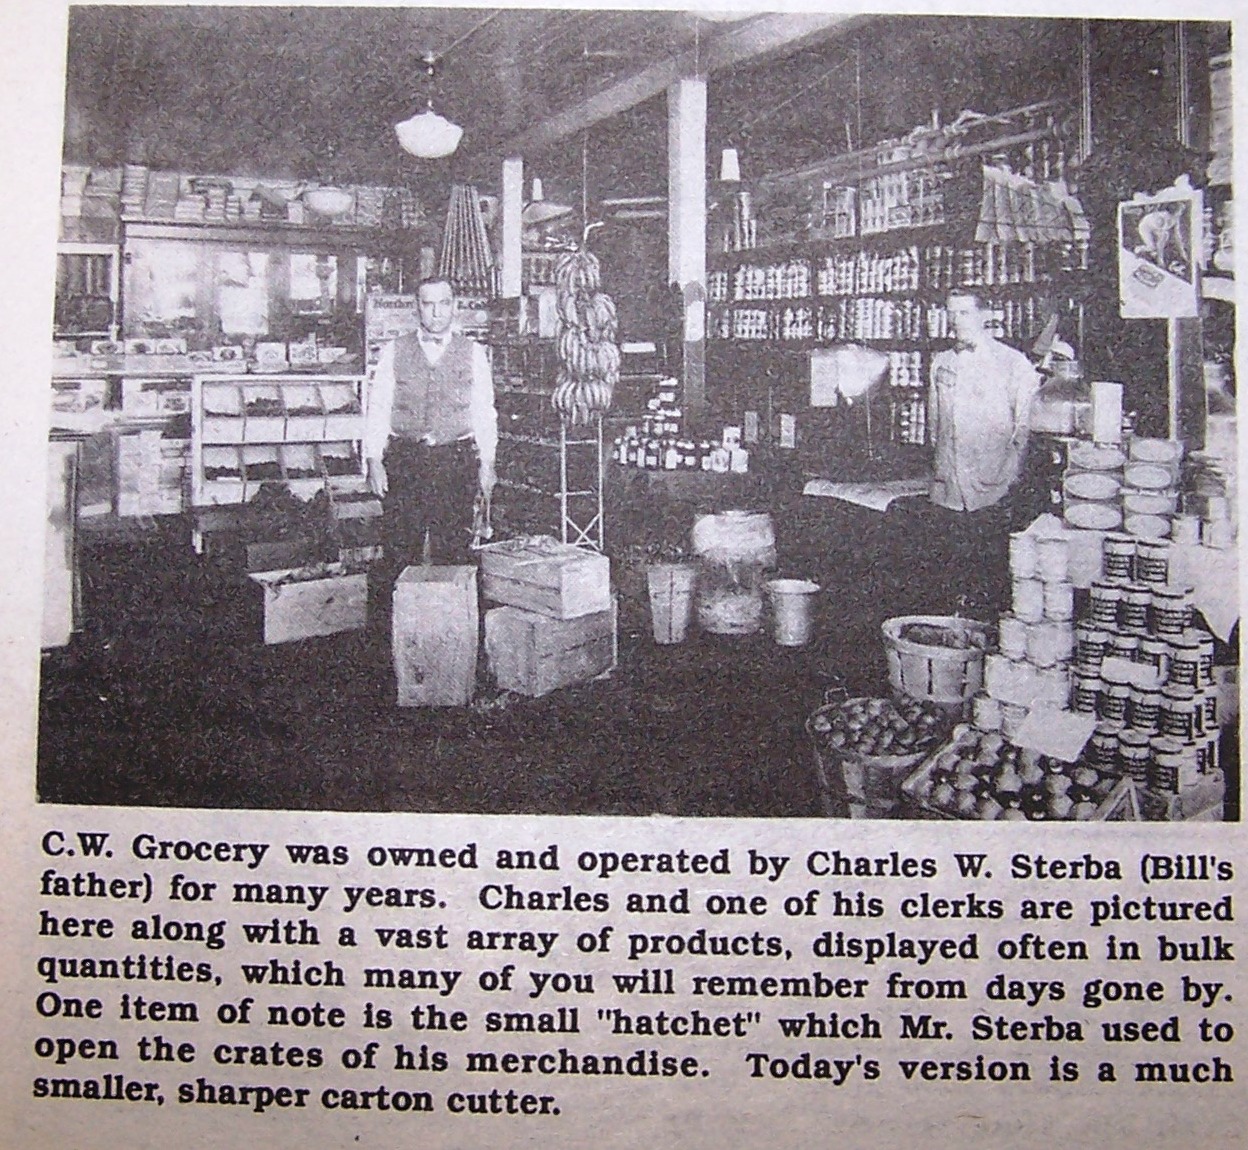 C.W. Grocery was owned and operated by Charles W. Sterba (Bill's
father) for many years. Charles and one of his clerks are pictured
here along with a vast array of products, displayed often in bulk
quantities, which many of you will remember from days gone by.
One item of note is the small "hatchet" which Mr. Sterba used to
open the crates of his merchandise. Today's version is a much
smaller, sharper carton cutter.